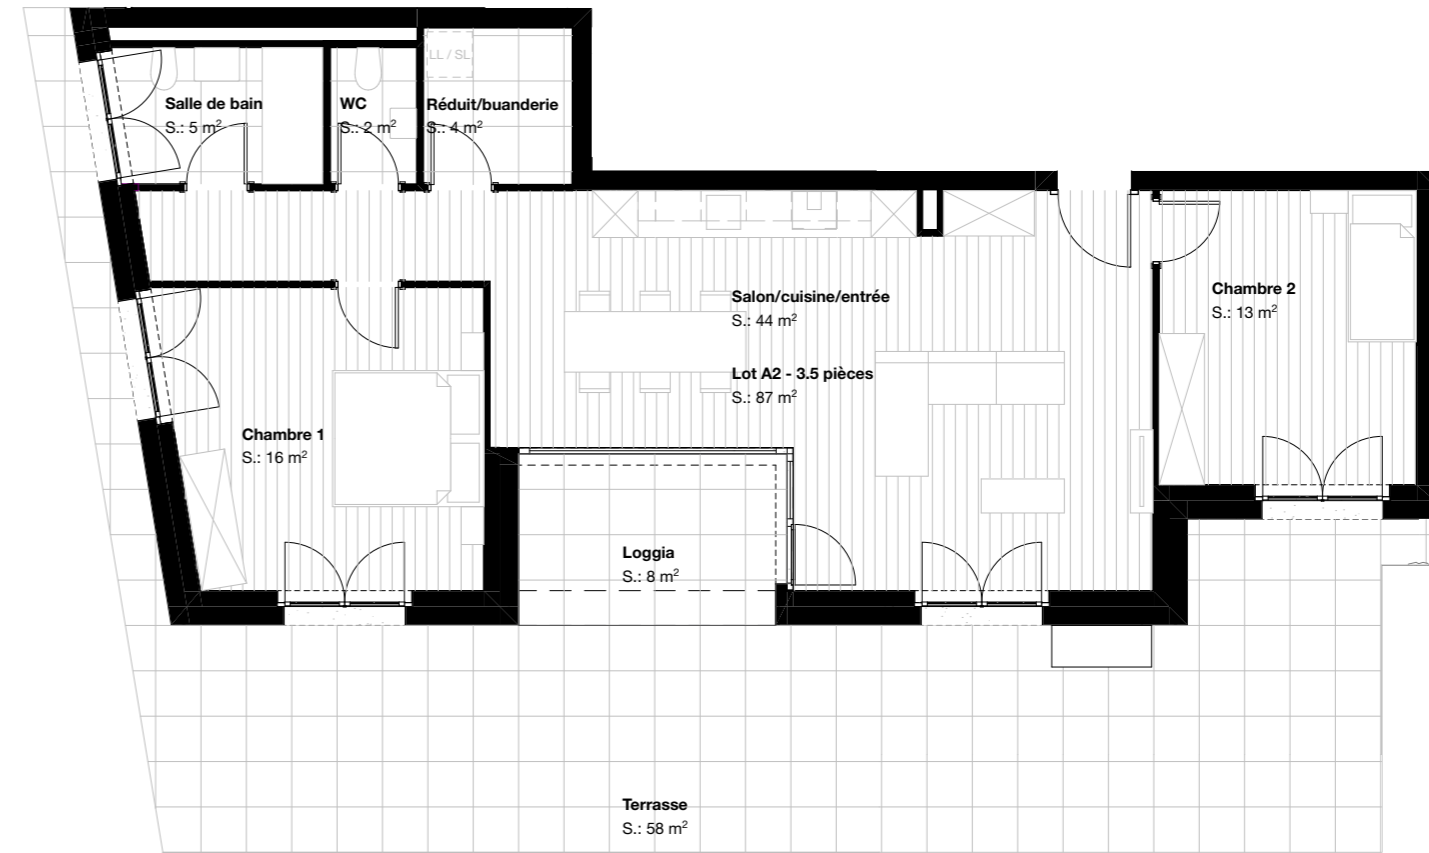 LL / SL
Salle de bain
S.: 5 m²
WC
S.: 2 m²
Réduit/buanderie
S.: 4 m²
Salon/cuisine/entrée
S.: 44 m²
Chambre 2
S.: 13 m²
Lot A2 - 3.5 pièces
S.: 87 m²
Chambre 1
S.: 16 m²
Loggia
S.: 8 m²
Terrasse
S.: 58 m²